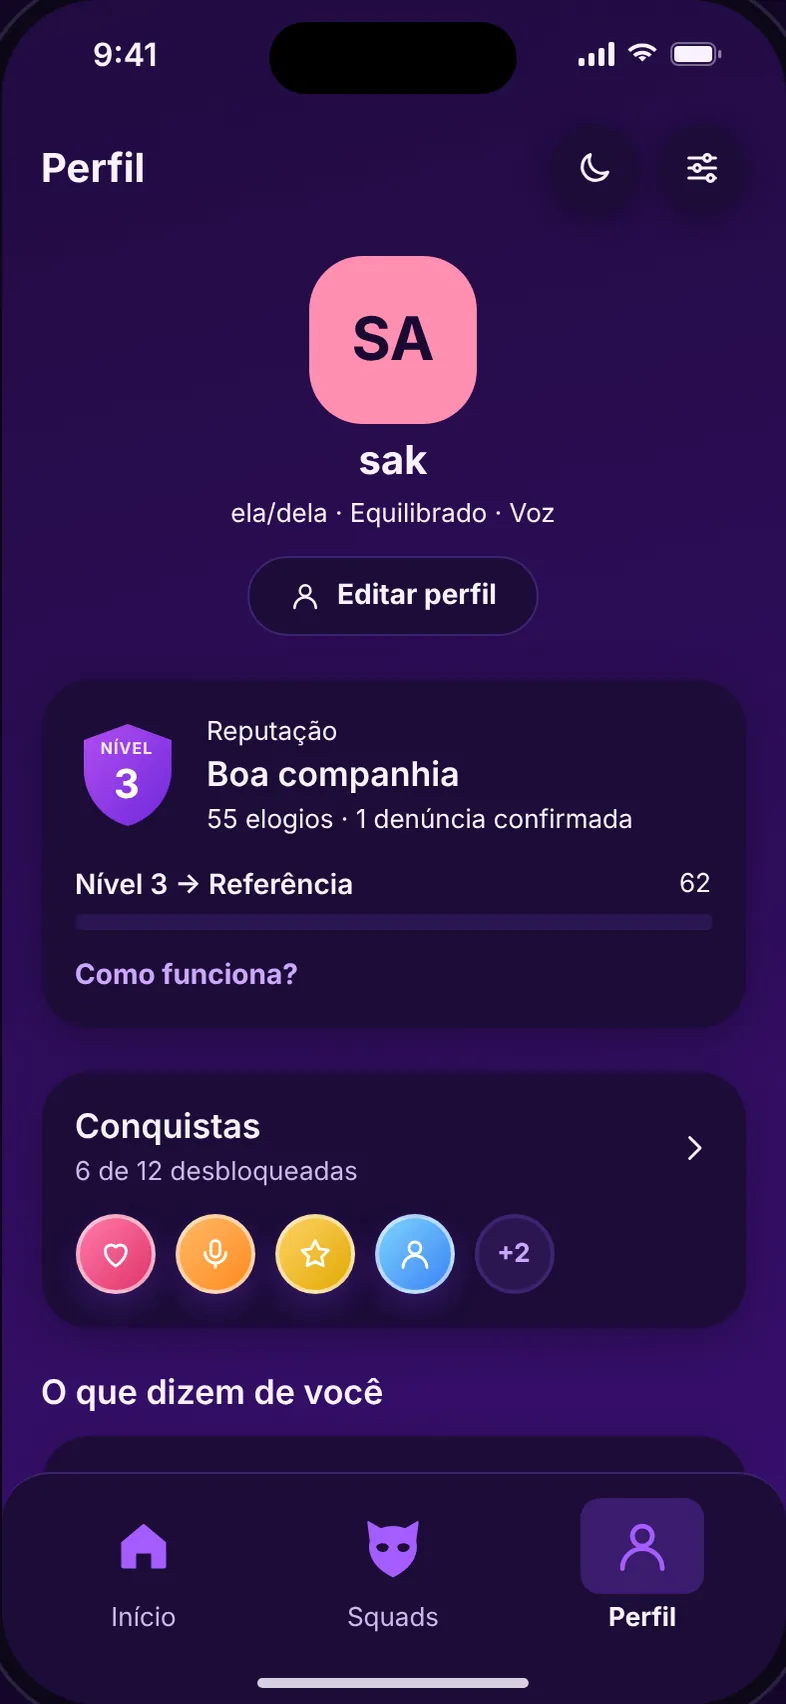 9:41
Perfil
SA
sak
ela/dela · Equilibrado · Voz
Editar perfil
NÍVEL
3
Reputação
Boa companhia
55 elogios · 1 denúncia confirmada
Nível 3 → Referência
62
Como funciona?
Conquistas
6 de 12 desbloqueadas
+2
O que dizem de você
Início
Squads
Perfil